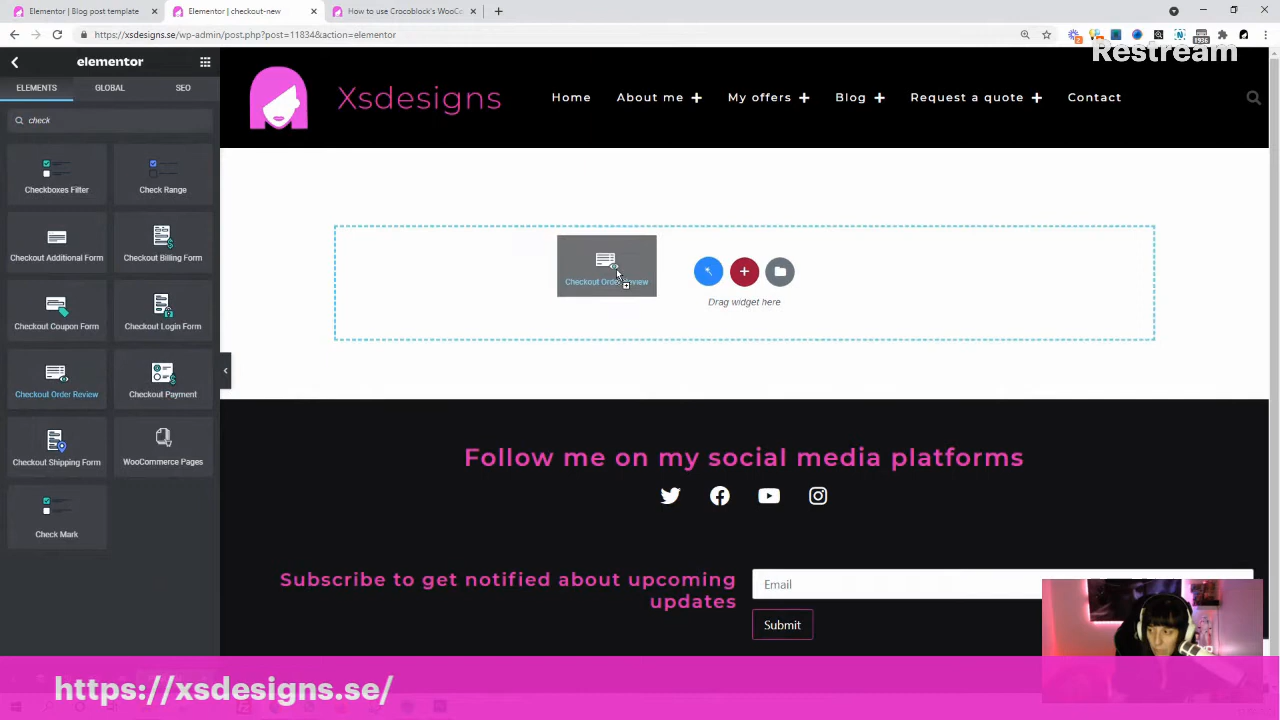 Elementor | Blog post template
Elementor | checkout-new
How to use Crocoblock's WooCo
https://xsdesigns.se/wp-admin/post.php?post=11834&action=elementor
Restream
elementor
ELEMENTS
GLOBAL
SEO
check
Checkboxes Filter
Check Range
Checkout Additional Form
Checkout Billing Form
Checkout Coupon Form
Checkout Login Form
Checkout Order Review
Checkout Payment
Checkout Shipping Form
WooCommerce Pages
Check Mark
Xsdesigns
Home
About me
My offers
Blog
Request a quote
Contact
Checkout Order Review
Drag widget here
Follow me on my social media platforms
Subscribe to get notified about upcoming
updates
Email
Submit
https://xsdesigns.se/